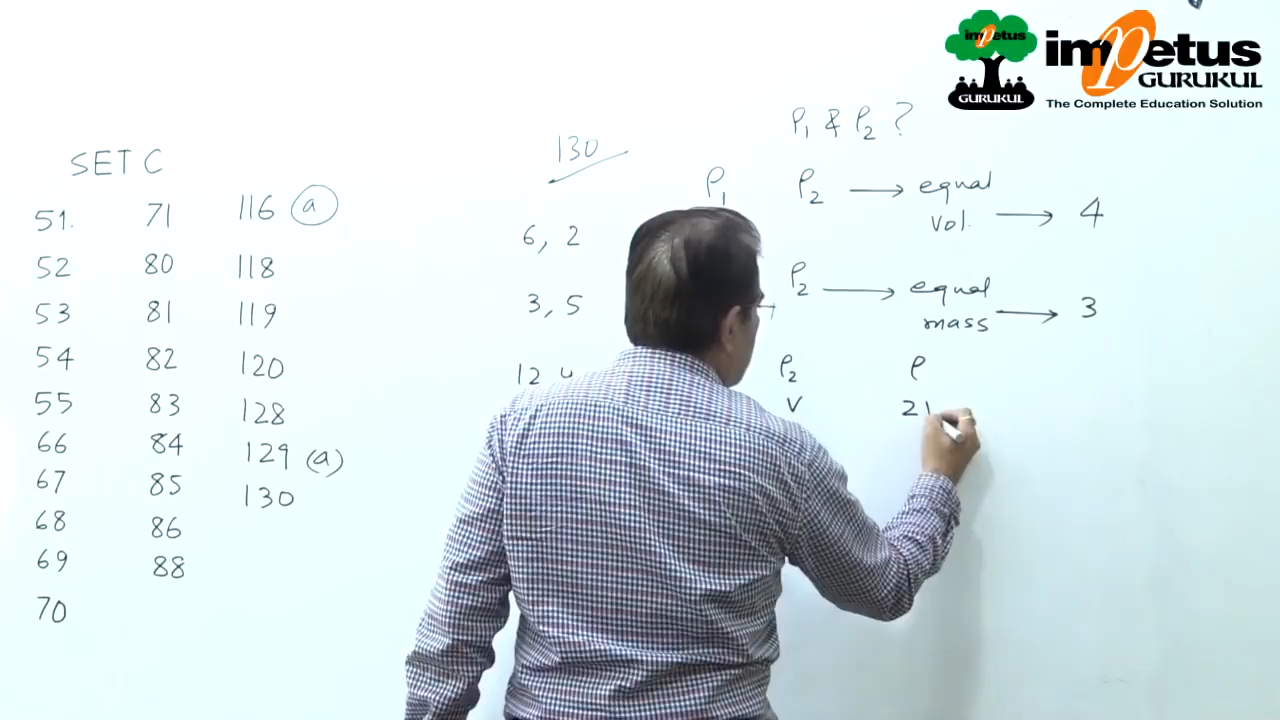 impetus
GURUKUL
impetus
GURUKUL
The Complete Education Solution
SET C
51.
52
53
54
55
66
67
68
69
70
71
80
81
82
83
84
85
86
88
116 (a)
118
119
120
128
129 (a)
130
130
6, 2
3, 5
12
ρ₁ & ρ₂ ?
ρ₁ ρ₂ → equal
vol. → 4
ρ₂ → equal
mass → 3
ρ₂ ρ
V 2